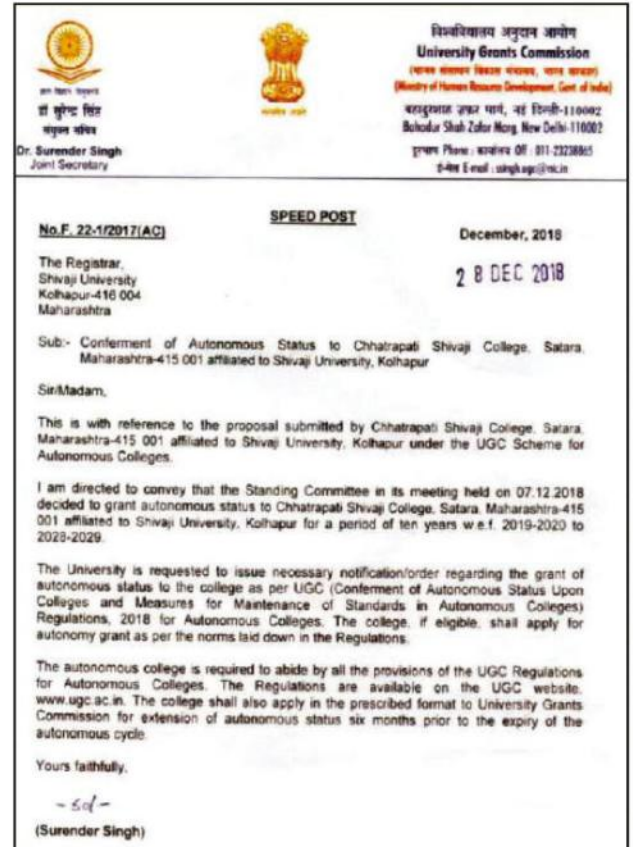 विश्वविद्यालय अनुदान आयोग
University Grants Commission
(मानव संसाधन विकास मंत्रालय, भारत सरकार)
(Ministry of Human Resource Development, Govt. of India)
बहादुरशाह ज़फ़र मार्ग, नई दिल्ली-110002
Bahadur Shah Zafar Marg, New Delhi-110002
दूरभाष Phone : कार्यालय Off : 011-23238865
ई-मेल E-mail :
डॉ सुरेन्द्र सिंह
संयुक्त सचिव
Dr. Surender Singh
Joint Secretary
SPEED POST
No.F. 22-1/2017(AC)
December, 2018
28 DEC 2018
The Registrar,
Shivaji University
Kolhapur-416 004
Maharashtra
Sub:- Conferment of Autonomous Status to Chhatrapati Shivaji College, Satara,
Maharashtra-415 001 affiliated to Shivaji University, Kolhapur
Sir/Madam,
This is with reference to the proposal submitted by Chhatrapati Shivaji College, Satara,
Maharashtra-415 001 affiliated to Shivaji University, Kolhapur under the UGC Scheme for
Autonomous Colleges.
I am directed to convey that the Standing Committee in its meeting held on 07.12.2018
decided to grant autonomous status to Chhatrapati Shivaji College, Satara, Maharashtra-415
001 affiliated to Shivaji University, Kolhapur for a period of ten years w.e.f. 2019-2020 to
2028-2029.
The University is requested to issue necessary notification/order regarding the grant of
autonomous status to the college as per UGC (Conferment of Autonomous Status Upon
Colleges and Measures for Maintenance of Standards in Autonomous Colleges)
Regulations, 2018 for Autonomous Colleges. The college, if eligible, shall apply for
autonomy grant as per the norms laid down in the Regulations.
The autonomous college is required to abide by all the provisions of the UGC Regulations
for Autonomous Colleges. The Regulations are available on the UGC website.
www.ugc.ac.in. The college shall also apply in the prescribed format to University Grants
Commission for extension of autonomous status six months prior to the expiry of the
autonomous cycle.
Yours faithfully,
-sd-
(Surender Singh)